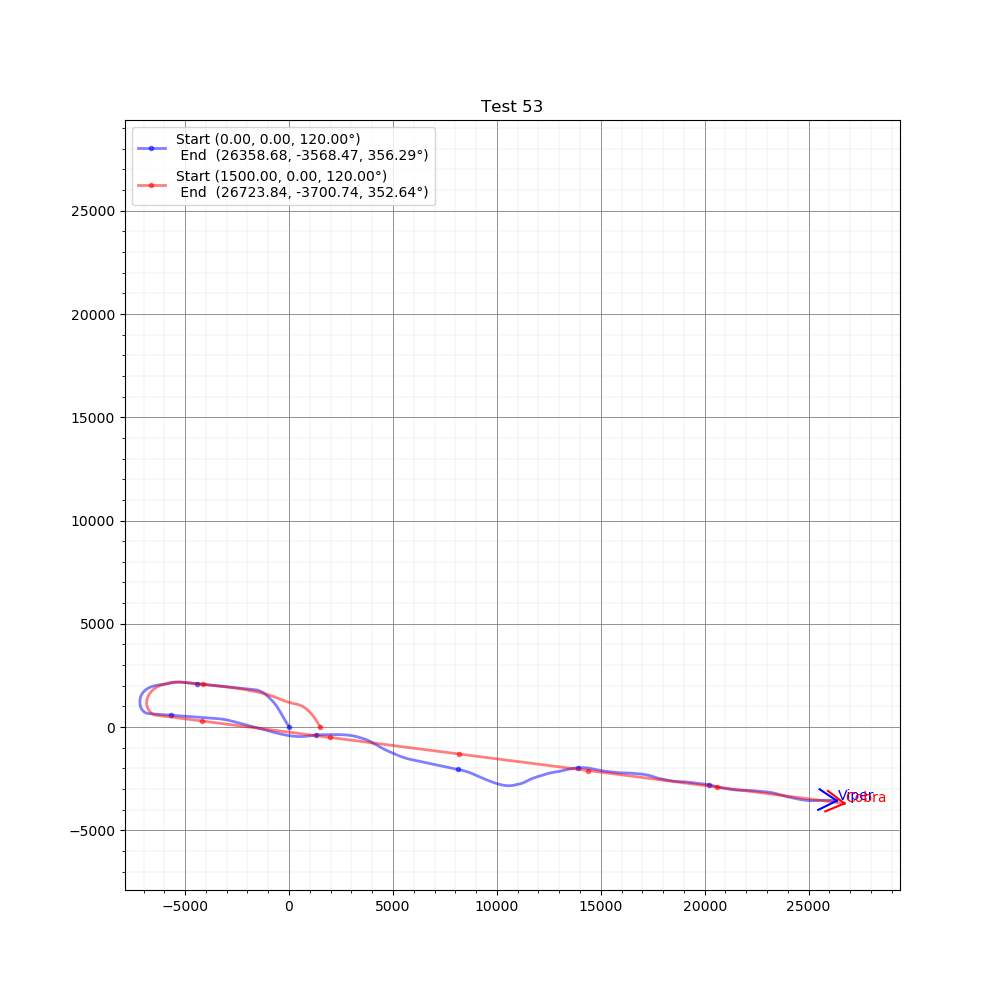 Test 53
Start (0.00, 0.00, 120.00°)
End (26358.68, -3568.47, 356.29°)
Start (1500.00, 0.00, 120.00°)
End (26723.84, -3700.74, 352.64°)
25000
20000
15000
10000
5000
0
−5000
Viper
Cobra
−5000 0 5000 10000 15000 20000 25000